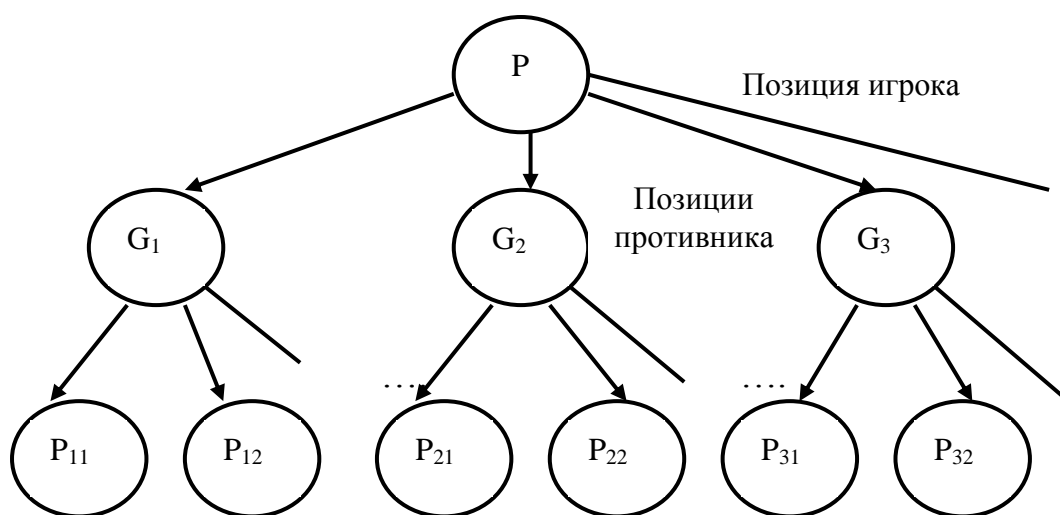 P
Позиция игрока
G₁
G₂
Позиции
противника
G₃
....
....
P₁₁
P₁₂
P₂₁
P₂₂
P₃₁
P₃₂